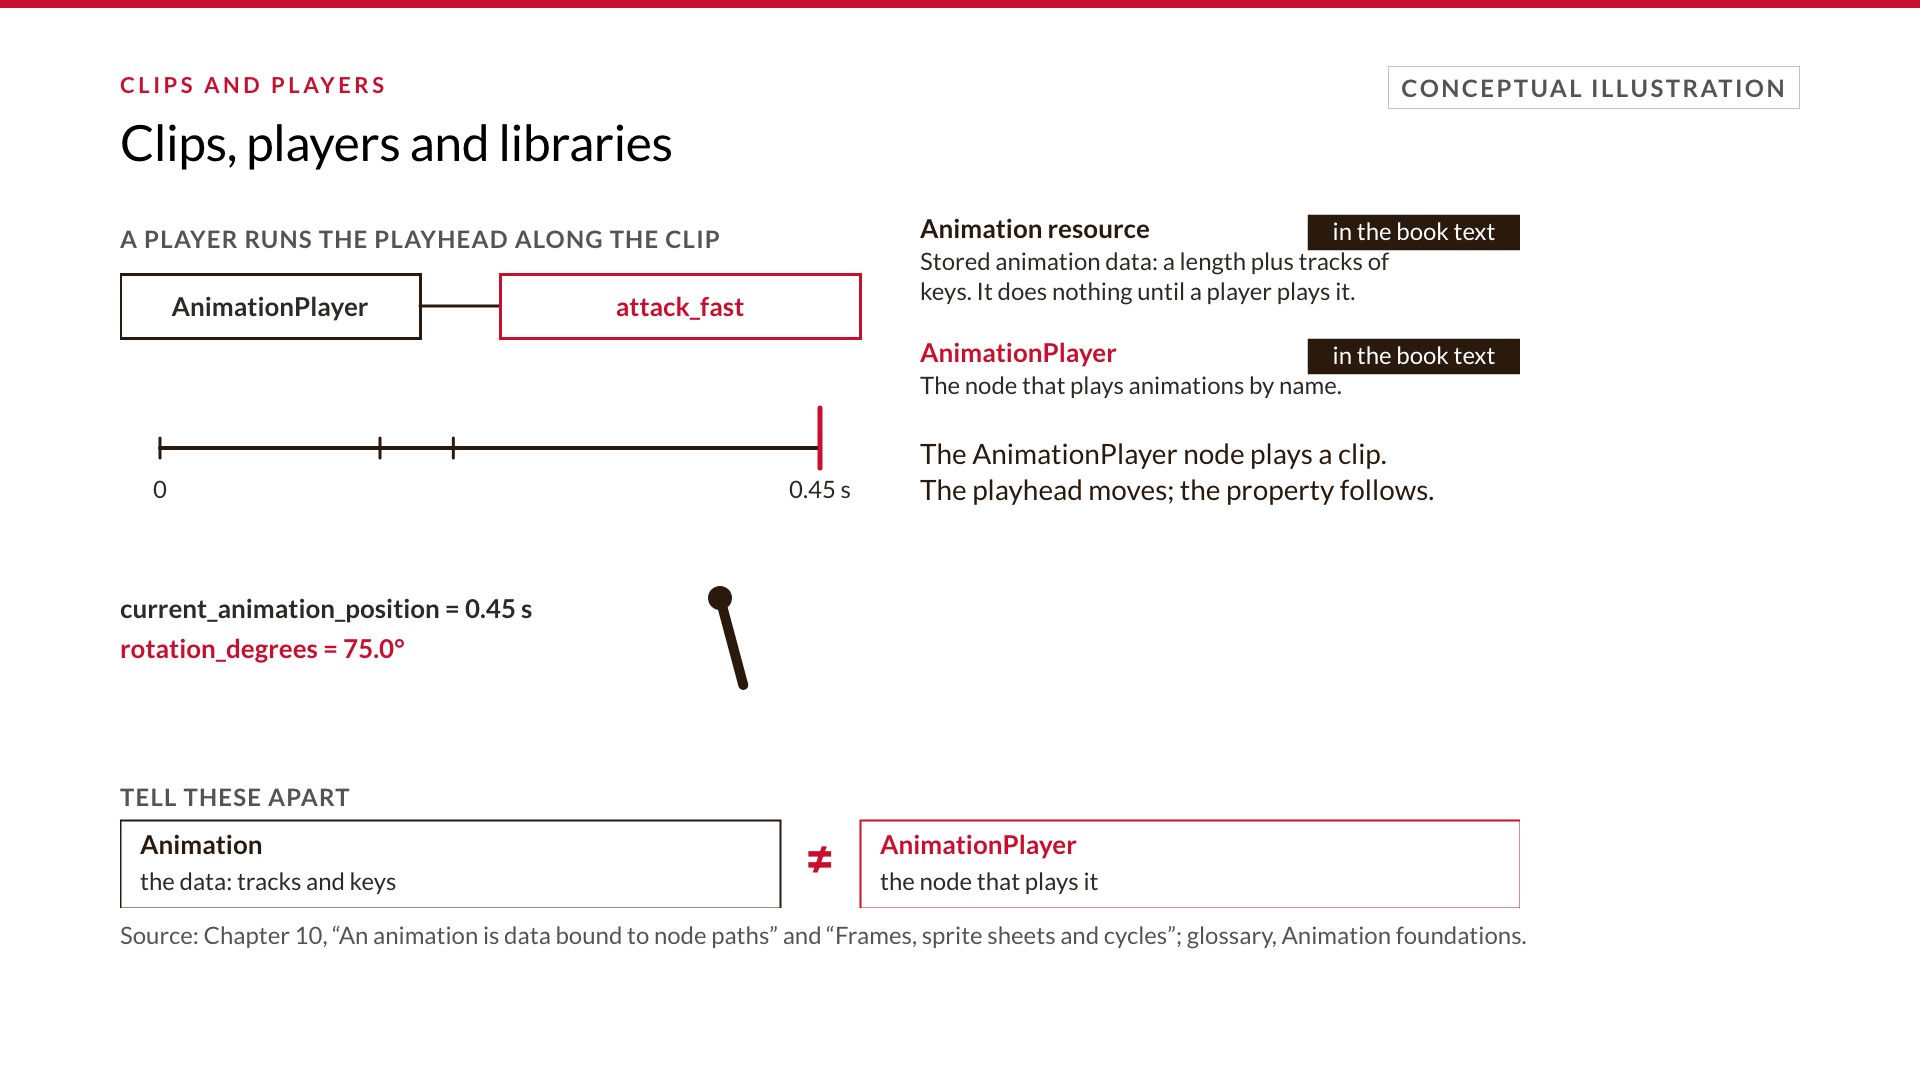 CLIPS AND PLAYERS
CONCEPTUAL ILLUSTRATION
Clips, players and libraries
A PLAYER RUNS THE PLAYHEAD ALONG THE CLIP
AnimationPlayer
attack_fast
0
0.45 s
current_animation_position = 0.45 s
rotation_degrees = 75.0°
Animation resource
in the book text
Stored animation data: a length plus tracks of
keys. It does nothing until a player plays it.
AnimationPlayer
in the book text
The node that plays animations by name.
The AnimationPlayer node plays a clip.
The playhead moves; the property follows.
TELL THESE APART
Animation
the data: tracks and keys
≠
AnimationPlayer
the node that plays it
Source: Chapter 10, “An animation is data bound to node paths” and “Frames, sprite sheets and cycles”; glossary, Animation foundations.